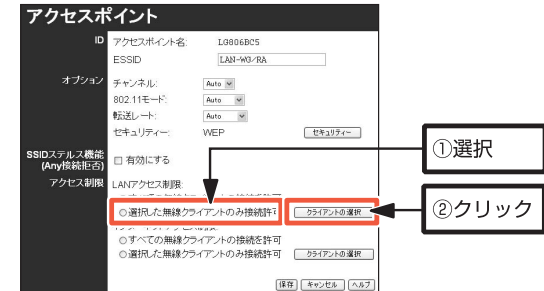 アクセスポイント
ID
アクセスポイント名: LG806BC5
ESSID LAN-WG/RA
オプション
チャンネル: Auto
802.11モード: Auto
転送レート: Auto
セキュリティー: WEP セキュリティー
SSIDステルス機能
(Any接続拒否)
有効にする
アクセス制限
LANアクセス制限:
選択した無線クライアントのみ接続許可 クライアントの選択
すべての無線クライアントの接続を許可
選択した無線クライアントのみ接続許可 クライアントの選択
保存 キャンセル ヘルプ
①選択
②クリック